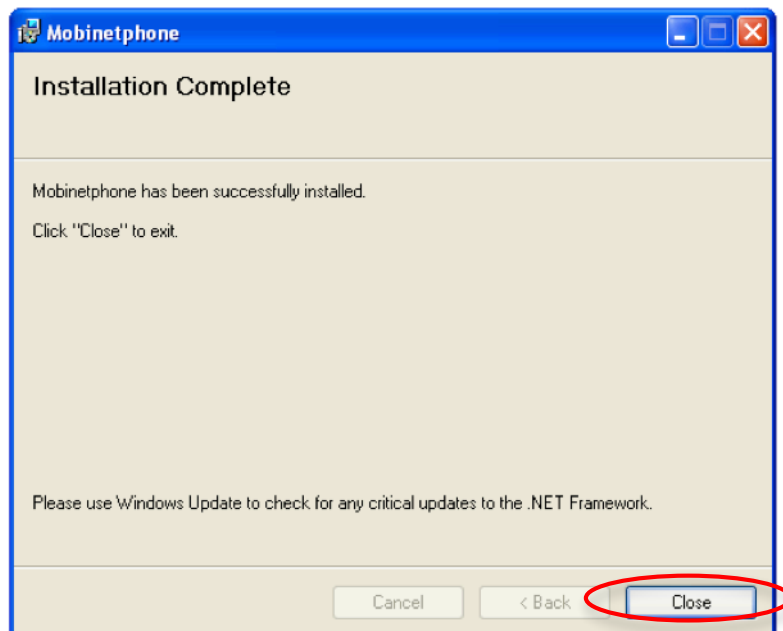 Mobinetphone
Installation Complete
Mobinetphone has been successfully installed.
Click "Close" to exit.
Please use Windows Update to check for any critical updates to the .NET Framework.
Cancel
< Back
Close